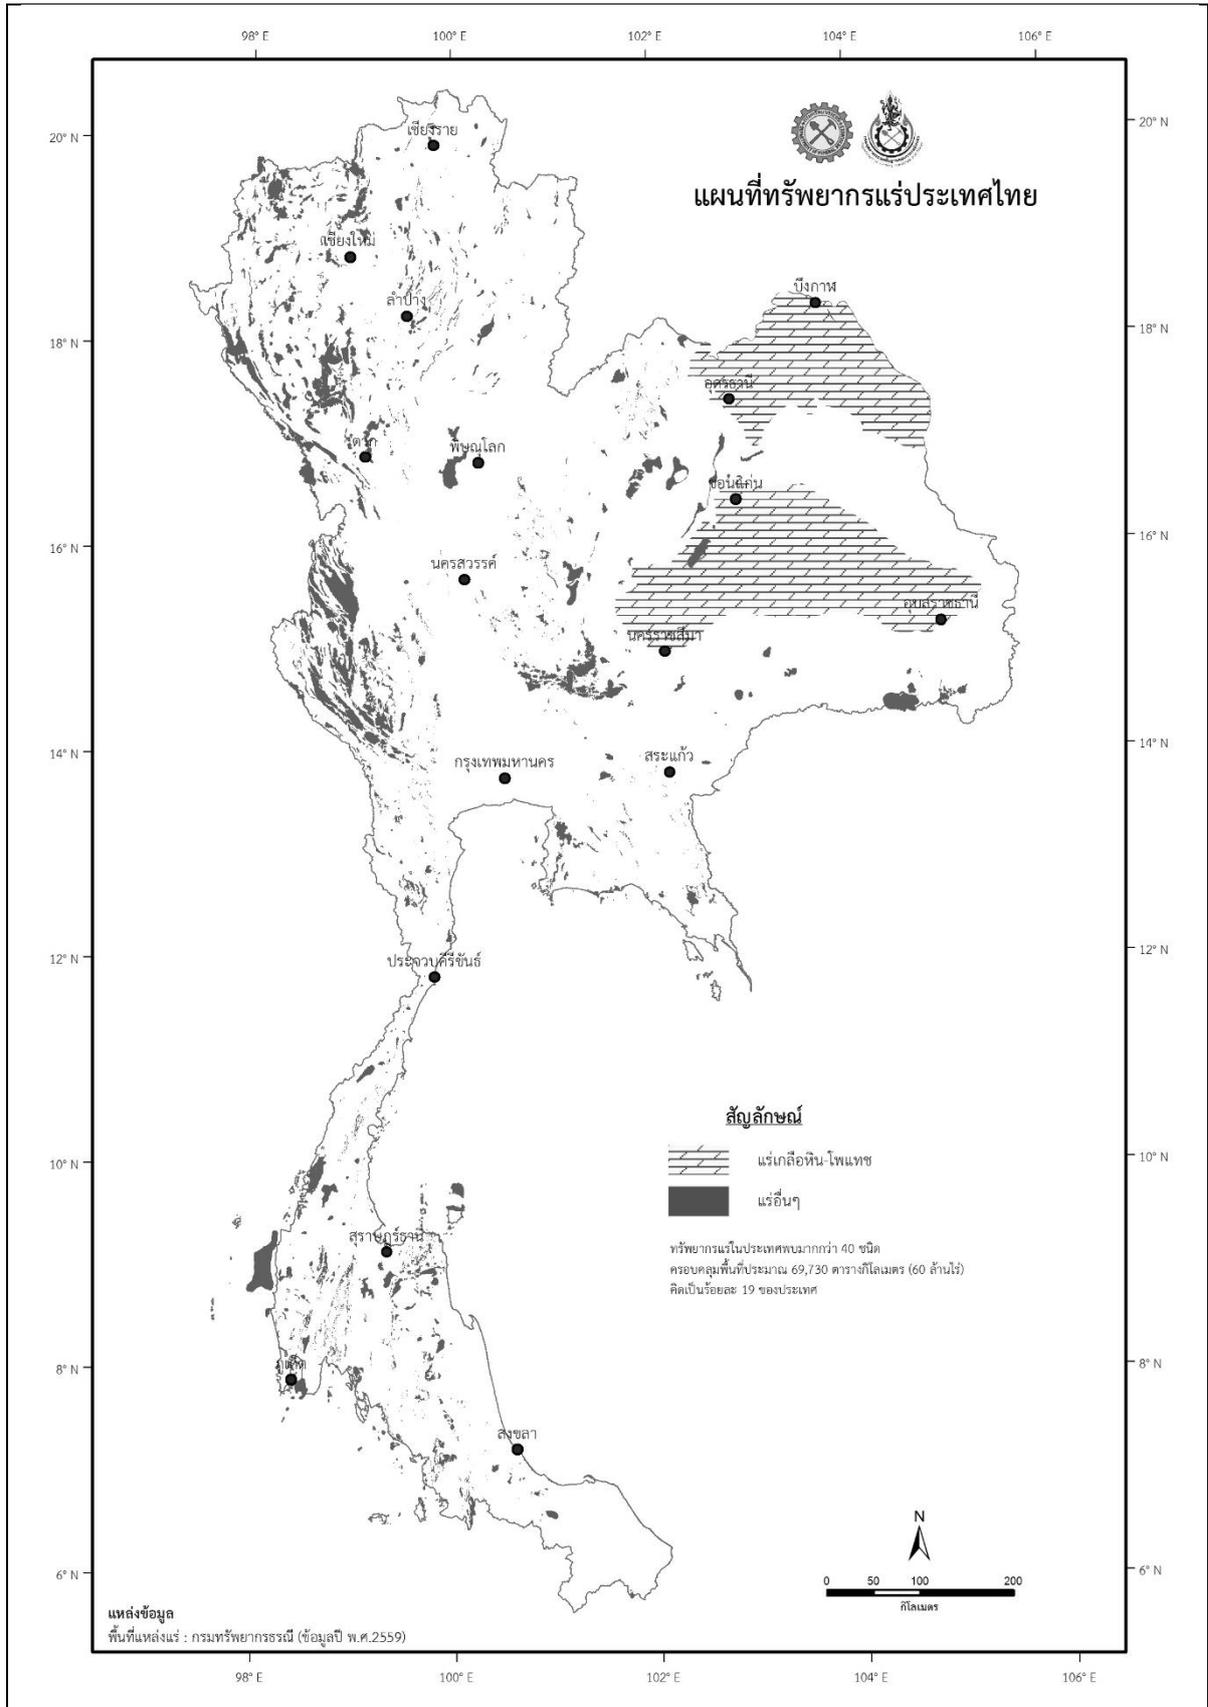 98° E 100° E 102° E 104° E 106° E
20° N 20° N
เชียงราย
แผนที่ทรัพยากรแร่ประเทศไทย
เชียงใหม่
บึงกาฬ
ลำปาง
18° N 18° N
อุดรธานี
ตาก
พิษณุโลก
ขอนแก่น
16° N 16° N
นครสวรรค์
อุบลราชธานี
นครราชสีมา
14° N 14° N
กรุงเทพมหานคร
สระแก้ว
12° N 12° N
ประจวบคีรีขันธ์
สัญลักษณ์
10° N 10° N
แร่เกลือหิน-โพแทช
แร่อื่นๆ
สุราษฎร์ธานี
ทรัพยากรแร่ในประเทศพบมากกว่า 40 ชนิด
ครอบคลุมพื้นที่ประมาณ 69,730 ตารางกิโลเมตร (60 ล้านไร่)
คิดเป็นร้อยละ 19 ของประเทศ
8° N 8° N
ภูเก็ต
สงขลา
N
6° N 6° N
0 50 100 200
กิโลเมตร
แหล่งข้อมูล
พื้นที่แหล่งแร่ : กรมทรัพยากรธรณี (ข้อมูลปี พ.ศ.2559)
98° E 100° E 102° E 104° E 106° E